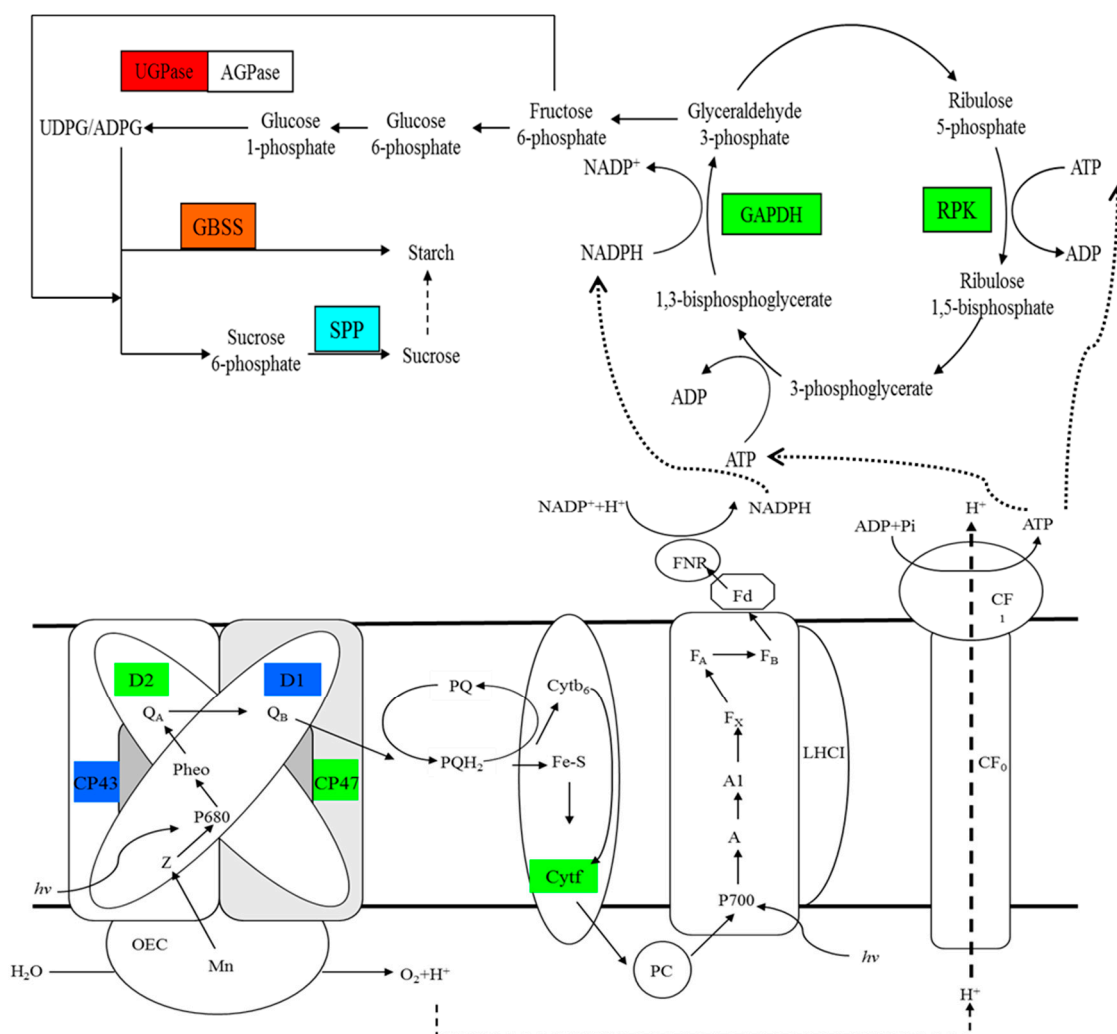 UGPase AGPase
UDPG/ADPG
Glucose
1-phosphate
Glucose
6-phosphate
Fructose
6-phosphate
Glyceraldehyde
3-phosphate
Ribulose
5-phosphate
NADP+
ATP
GBSS
GAPDH
RPK
Starch
NADPH
ADP
1,3-bisphosphoglycerate
Ribulose
1,5-bisphosphate
SPP
Sucrose
6-phosphate
Sucrose
ADP
3-phosphoglycerate
ATP
NADP++H+
NADPH
H+
ADP+Pi
ATP
FNR
Fd
CF
1
D2
D1
QA
QB
PQ
Cytb6
FA
FB
FX
Pheo
CP43
CP47
PQH2
Fe-S
A1
LHCI
CF0
P680
Z
A
Cytf
hv
P700
OEC
Mn
PC
hv
H2O
O2+H+
H+